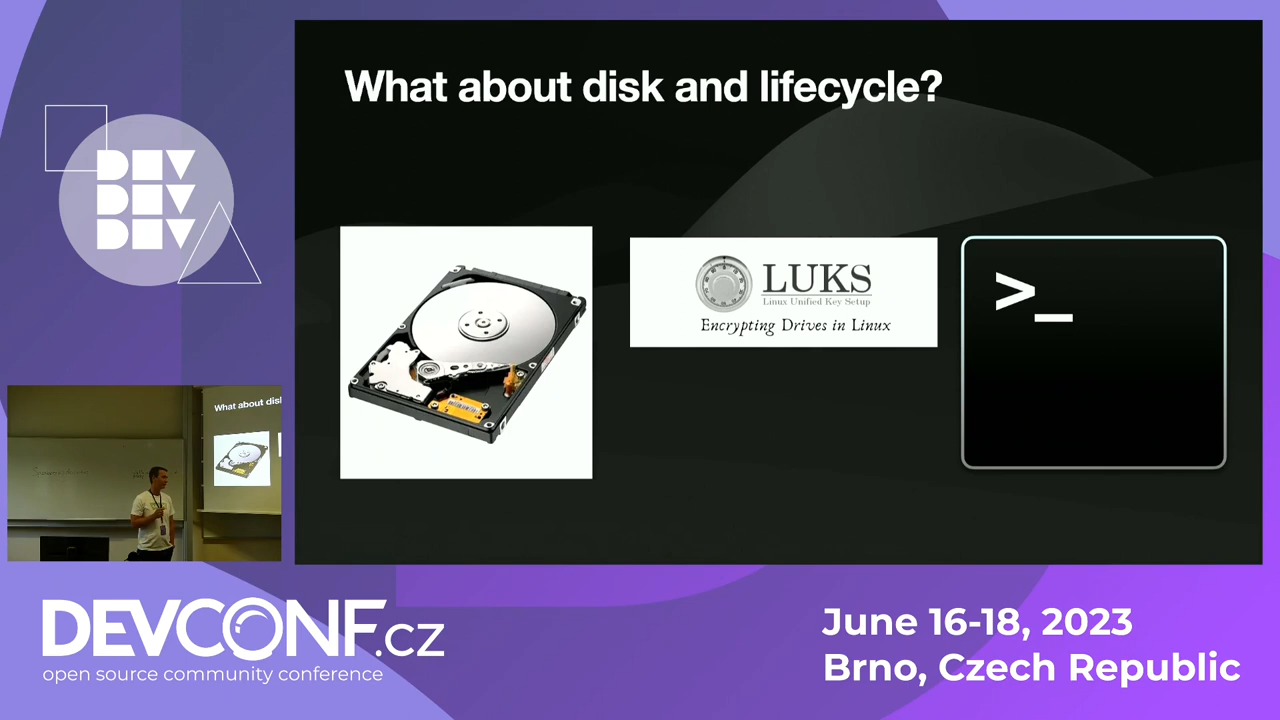 What about disk and lifecycle?
DEV
DEV
DEV
LUKS
Linux Unified Key Setup
Encrypting Drives in Linux
>_
What about disk
DEVCONF.cz
open source community conference
June 16-18, 2023
Brno, Czech Republic